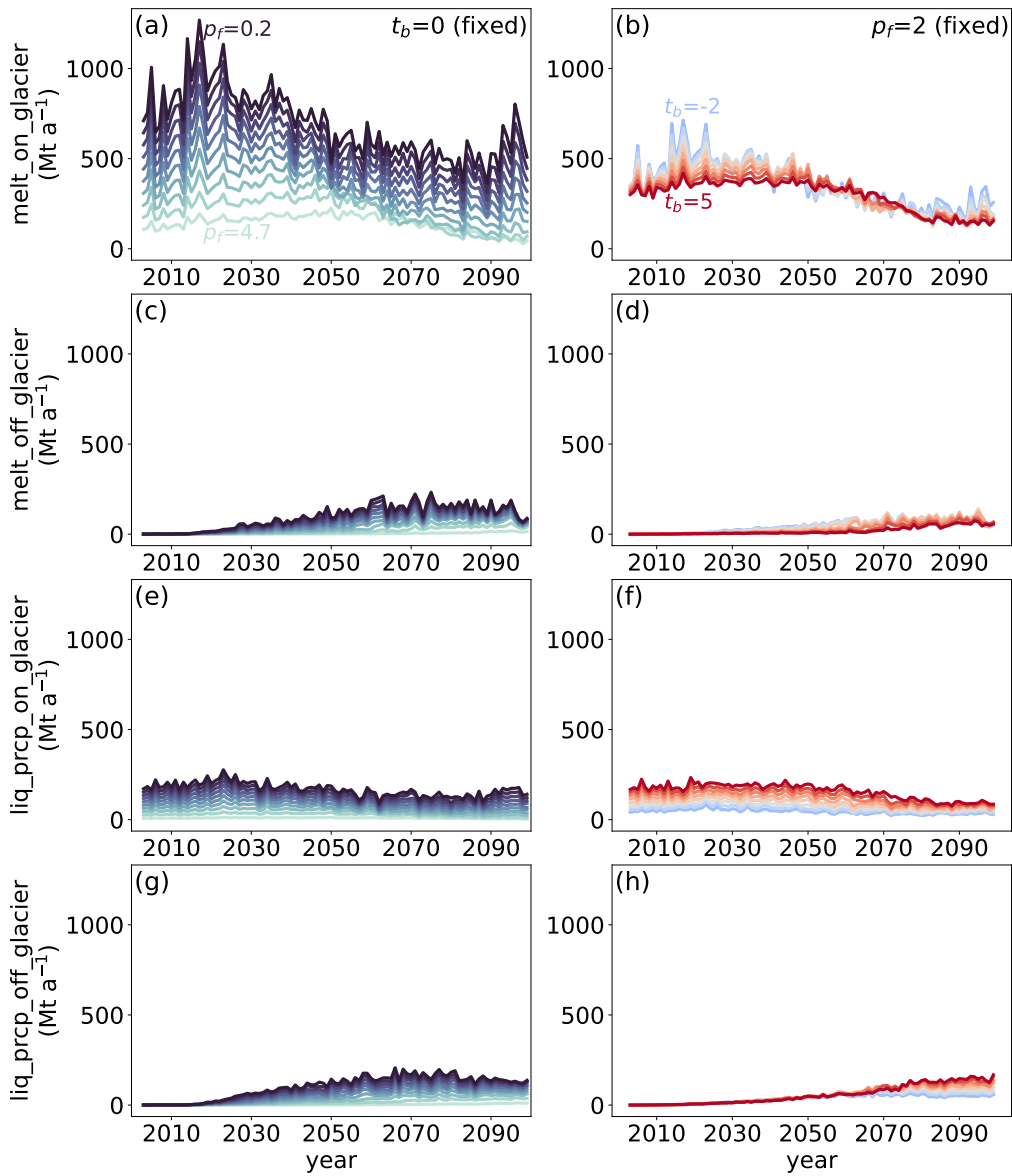 (a) p_f=0.2 t_b=0 (fixed)
melt_on_glacier
(Mt a⁻¹)
1000
500
0
p_f=4.7
2010 2030 2050 2070 2090
(b) p_f=2 (fixed)
t_b=-2
t_b=5
1000
500
0
2010 2030 2050 2070 2090
(c)
melt_off_glacier
(Mt a⁻¹)
1000
500
0
2010 2030 2050 2070 2090
(d)
1000
500
0
2010 2030 2050 2070 2090
(e)
liq_prcp_on_glacier
(Mt a⁻¹)
1000
500
0
2010 2030 2050 2070 2090
(f)
1000
500
0
2010 2030 2050 2070 2090
(g)
liq_prcp_off_glacier
(Mt a⁻¹)
1000
500
0
2010 2030 2050 2070 2090
year
(h)
1000
500
0
2010 2030 2050 2070 2090
year